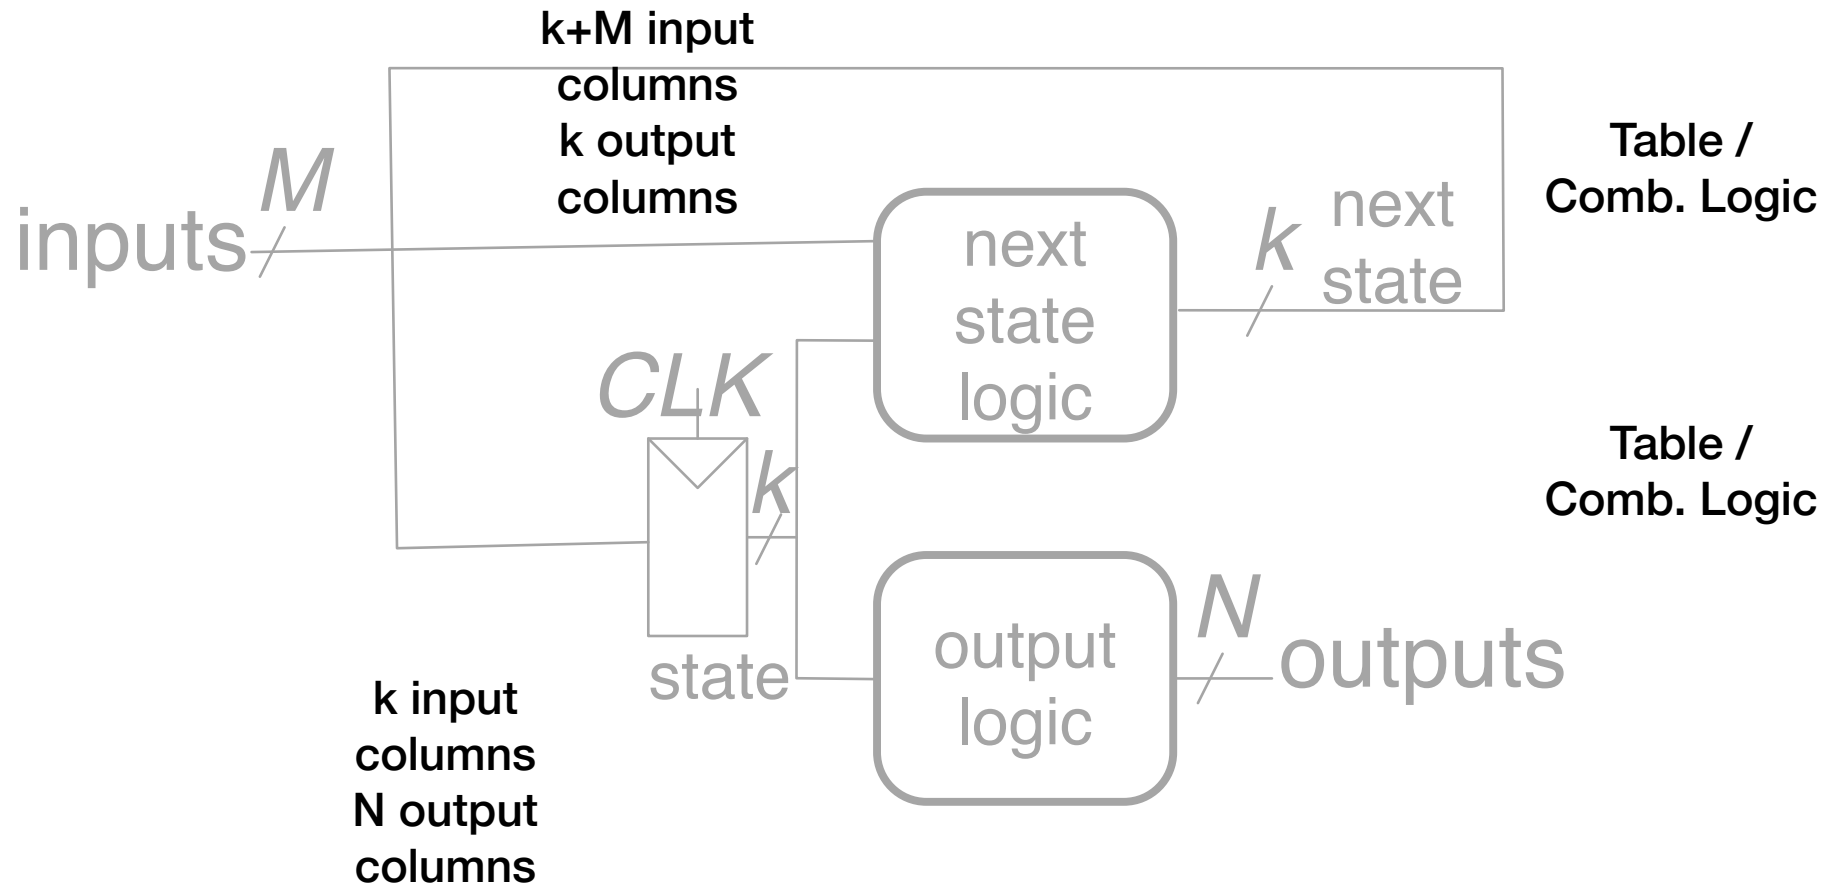 k+M input
columns
k output
columns
Table /
Comb. Logic
M
inputs
next
state
logic
k
next
state
CLK
k
Table /
Comb. Logic
state
output
logic
N
outputs
k input
columns
N output
columns